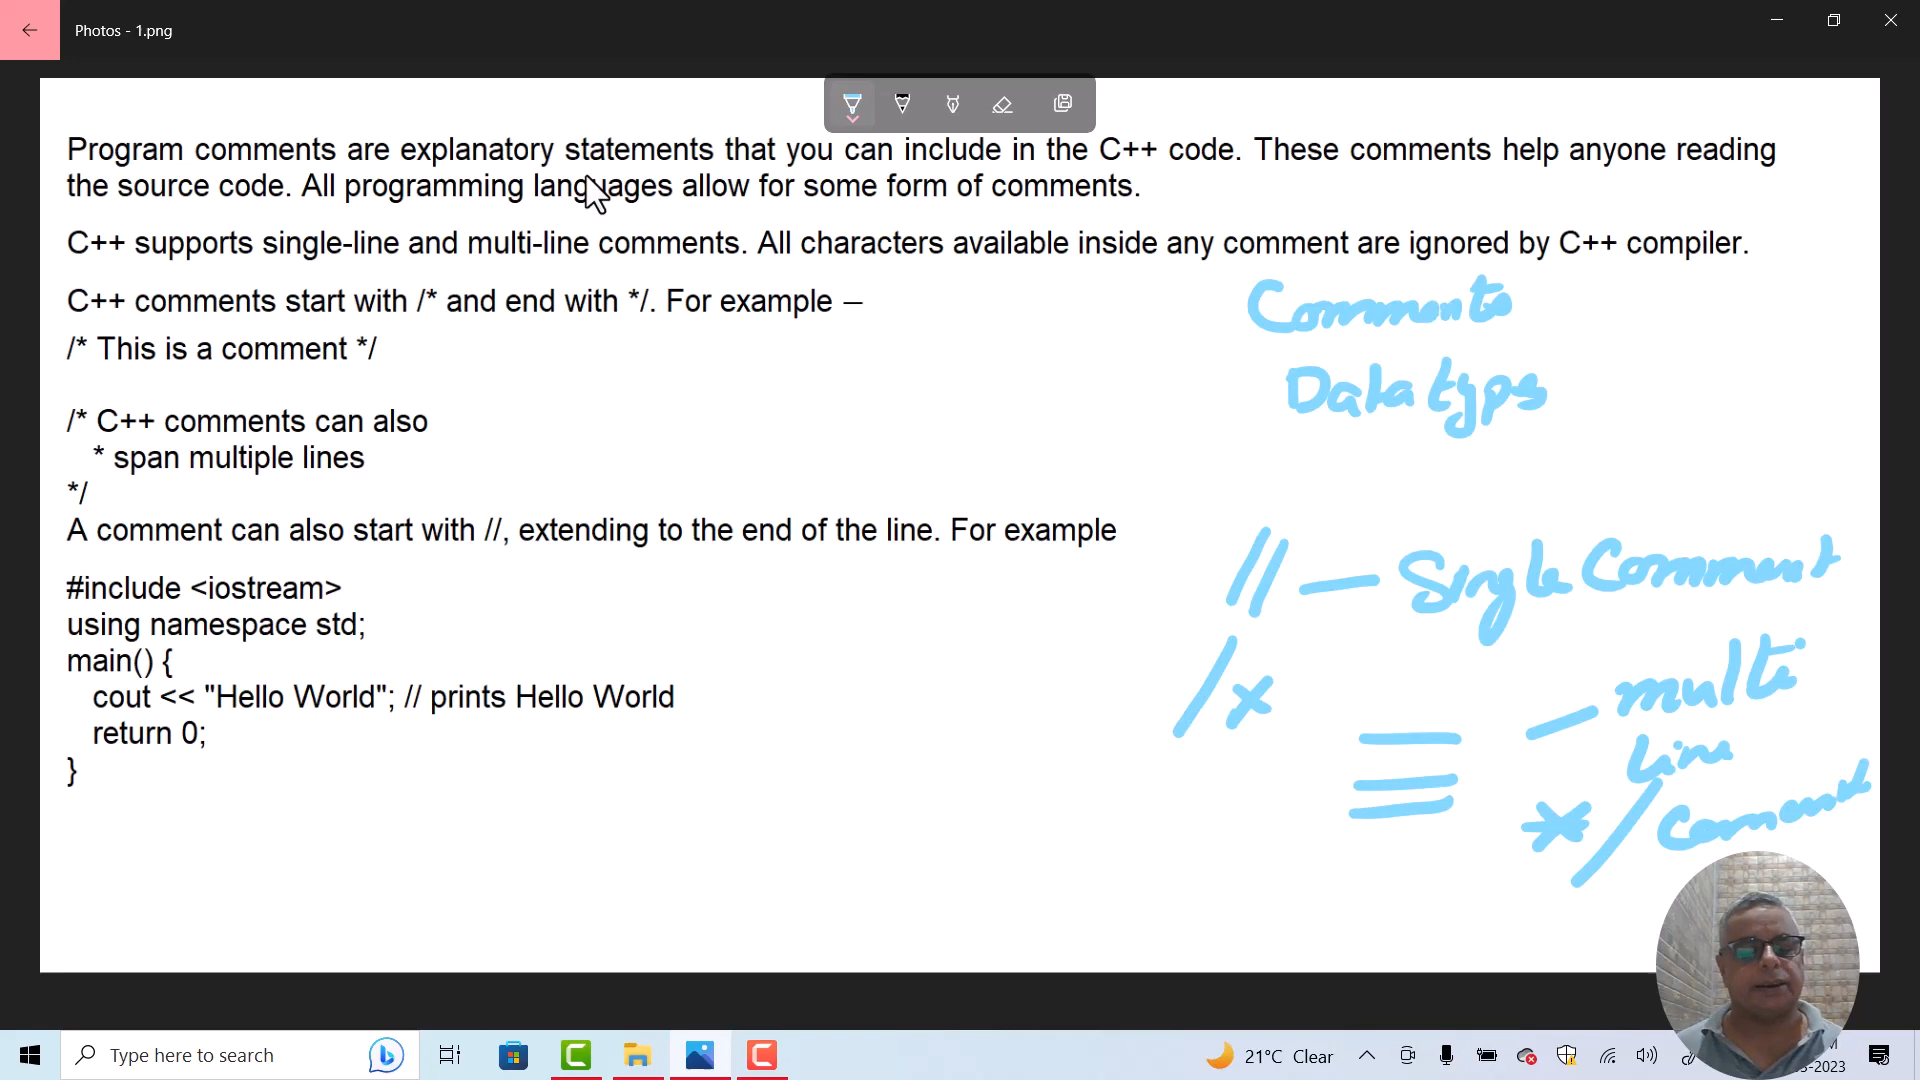 Photos - 1.png
Program comments are explanatory statements that you can include in the C++ code. These comments help anyone reading
the source code. All programming languages allow for some form of comments.
C++ supports single-line and multi-line comments. All characters available inside any comment are ignored by C++ compiler.
C++ comments start with /* and end with */. For example —
/* This is a comment */
/* C++ comments can also
* span multiple lines
*/
A comment can also start with //, extending to the end of the line. For example
#include <iostream>
using namespace std;
main() {
cout << "Hello World"; // prints Hello World
return 0;
}
Comments
Data types
// — Single Comment
/*
— multi
line
*/ Comment
Type here to search
21°C Clear